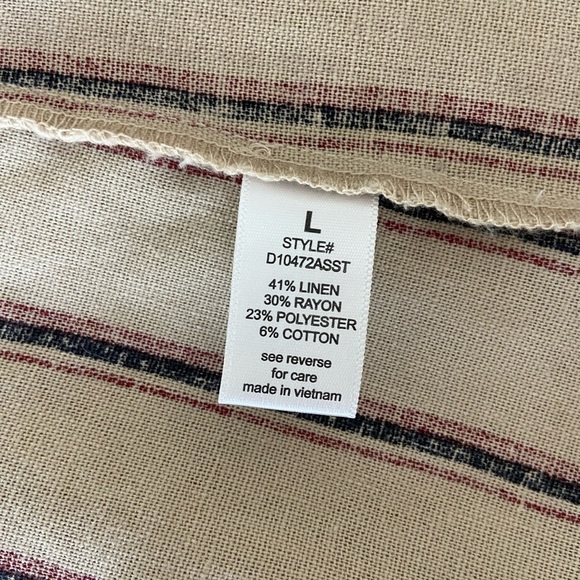 L
STYLE#
D10472ASST
41% LINEN
30% RAYON
23% POLYESTER
6% COTTON
see reverse
for care
made in vietnam